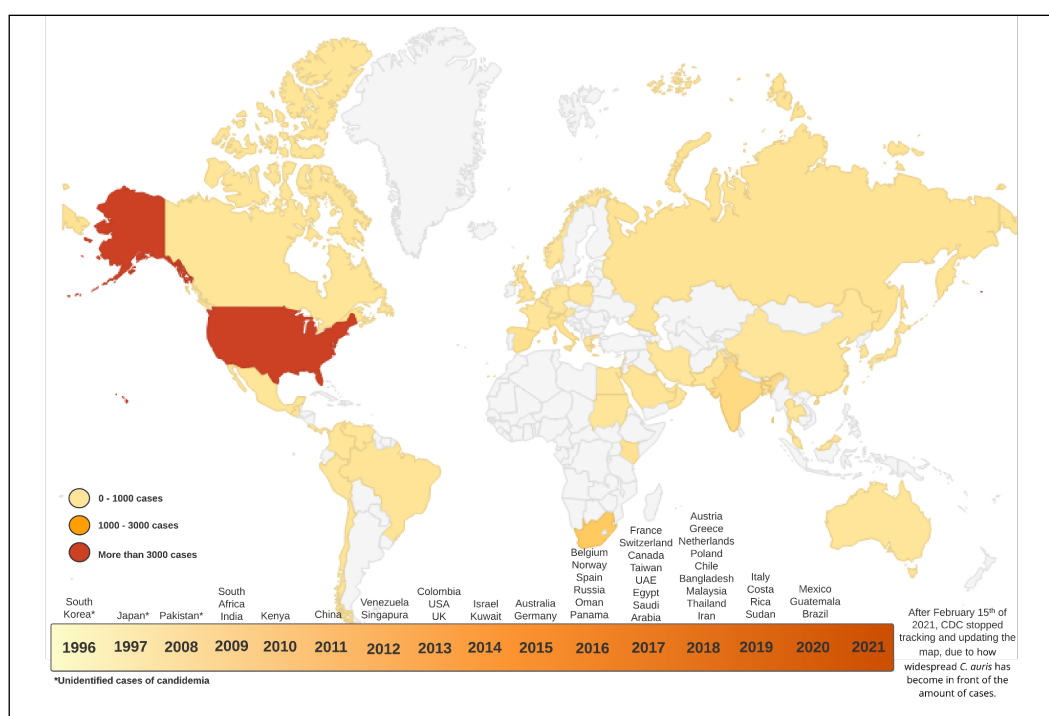 0 - 1000 cases
1000 - 3000 cases
More than 3000 cases
South
Korea*
Japan*
Pakistan*
South
Africa
India
Kenya
China
Venezuela
Singapura
Colombia
USA
UK
Israel
Kuwait
Australia
Germany
Belgium
Norway
Spain
Russia
Oman
Panama
France
Switzerland
Canada
Taiwan
UAE
Egypt
Saudi
Arabia
Austria
Greece
Netherlands
Poland
Chile
Bangladesh
Malaysia
Thailand
Iran
Italy
Costa
Rica
Sudan
Mexico
Guatemala
Brazil
1996 1997 2008 2009 2010 2011 2012 2013 2014 2015 2016 2017 2018 2019 2020 2021
*Unidentified cases of candidemia
After February 15th of
2021, CDC stopped
tracking and updating the
map, due to how
widespread C. auris has
become in front of the
amount of cases.